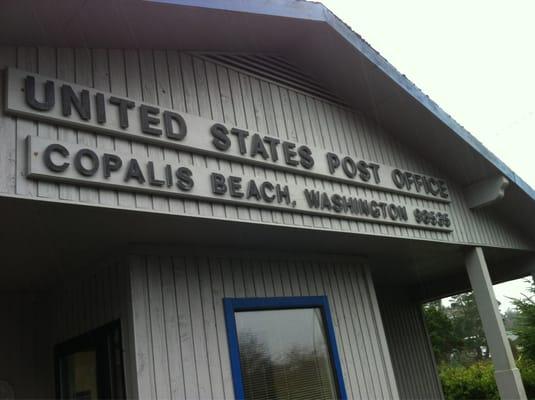 UNITED STATES POST OFFICE
COPALIS BEACH, WASHINGTON 98535